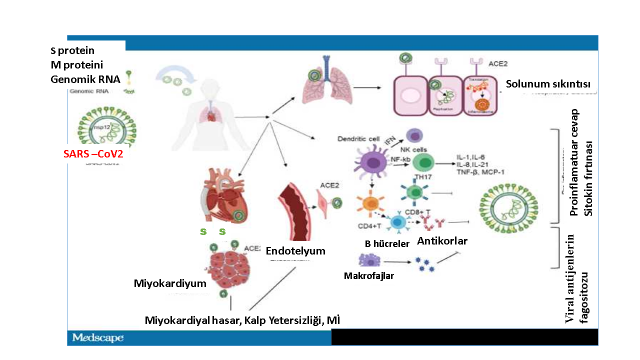 S protein
M proteini
Genomik RNA
Genomic RNA
nsp12
SARS –CoV2
ACE2
Solunum sıkıntısı
Dendritic cell
IFN
NK cells
NF-kb
IL-1,IL-6
IL-8,IL-21
TNF-β, MCP-1
TH17
CD4+T
CD8+ T
B hücreler
Antikorlar
Makrofajlar
Proinflamatuar cevap
Sitokin fırtınası
Viral antijenlerin
fagositozu
ACE2
Endotelyum
S S
ACE2
Miyokardiyum
Miyokardiyal hasar, Kalp Yetersizliği, Mİ
Medscape